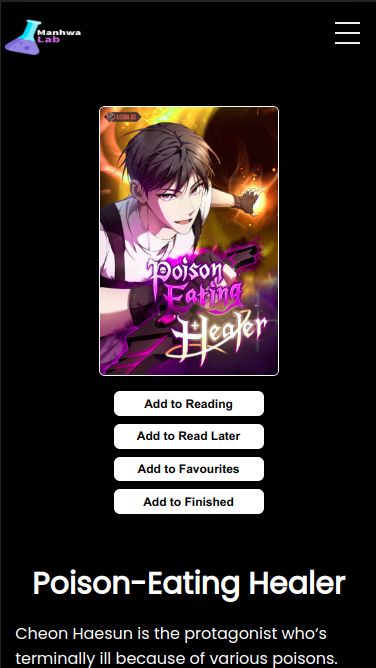 Manhwa
Lab
Poison
Eating
Healer
Add to Reading
Add to Read Later
Add to Favourites
Add to Finished
Poison-Eating Healer
Cheon Haesun is the protagonist who’s
terminally ill because of various poisons.